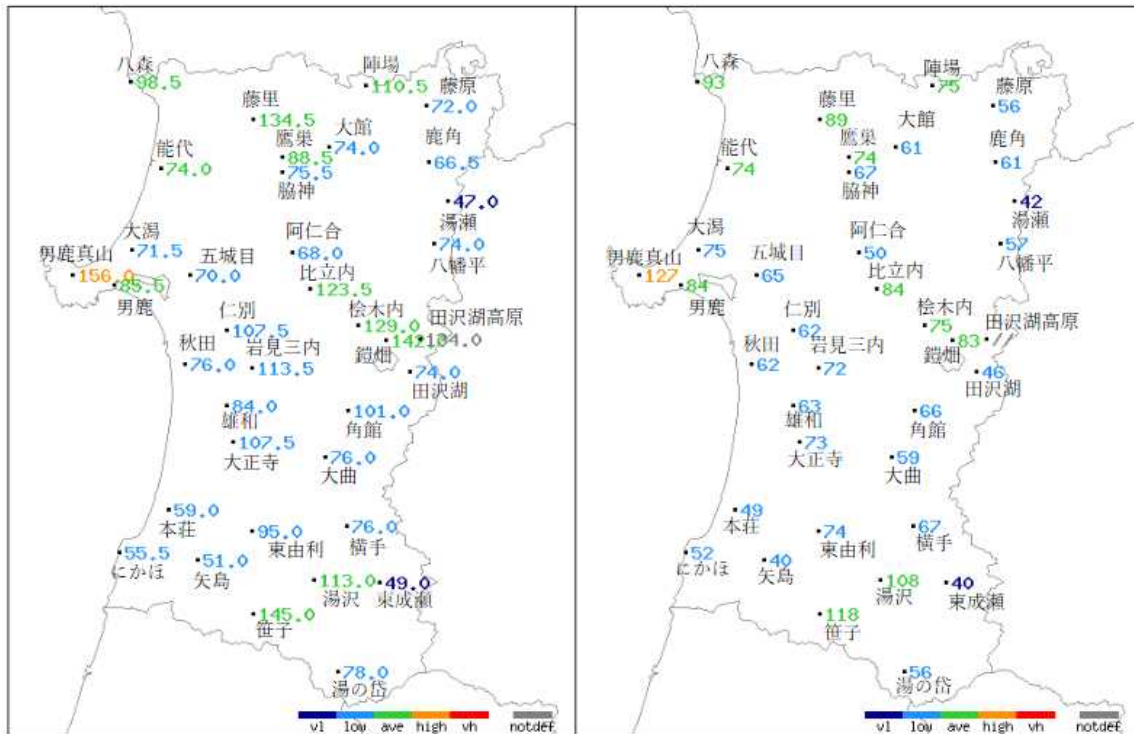 八森
98.5
陣場
110.5
藤原
72.0
藤里
134.5
大館
74.0
鷹巣
88.5
75.5
脇神
鹿角
66.5
能代
74.0
47.0
湯瀬
大潟
71.5
阿仁合
68.0
74.0
八幡平
男鹿真山
156.0
85.5
男鹿
五城目
70.0
比立内
123.5
仁別
107.5
桧木内
129.0
田沢湖高原
104.0
鎧畑
秋田
76.0
岩見三内
113.5
74.0
田沢湖
84.0
雄和
101.0
角館
107.5
大正寺
76.0
大曲
59.0
本荘
95.0
東由利
76.0
横手
55.5
にかほ
51.0
矢島
113.0
湯沢
49.0
東成瀬
145.0
笹子
78.0
湯の岱
vl low ave high vh notdef
八森
93
陣場
75
藤原
56
藤里
89
大館
61
鷹巣
74
67
脇神
鹿角
61
能代
74
42
湯瀬
大潟
75
阿仁合
50
57
八幡平
男鹿真山
127
84
男鹿
五城目
65
比立内
84
仁別
62
桧木内
75
田沢湖高原
//
83
鎧畑
秋田
62
岩見三内
72
46
田沢湖
63
雄和
66
角館
73
大正寺
59
大曲
49
本荘
74
東由利
67
横手
52
にかほ
40
矢島
108
湯沢
40
東成瀬
118
笹子
56
湯の岱
vl low ave high vh notdef